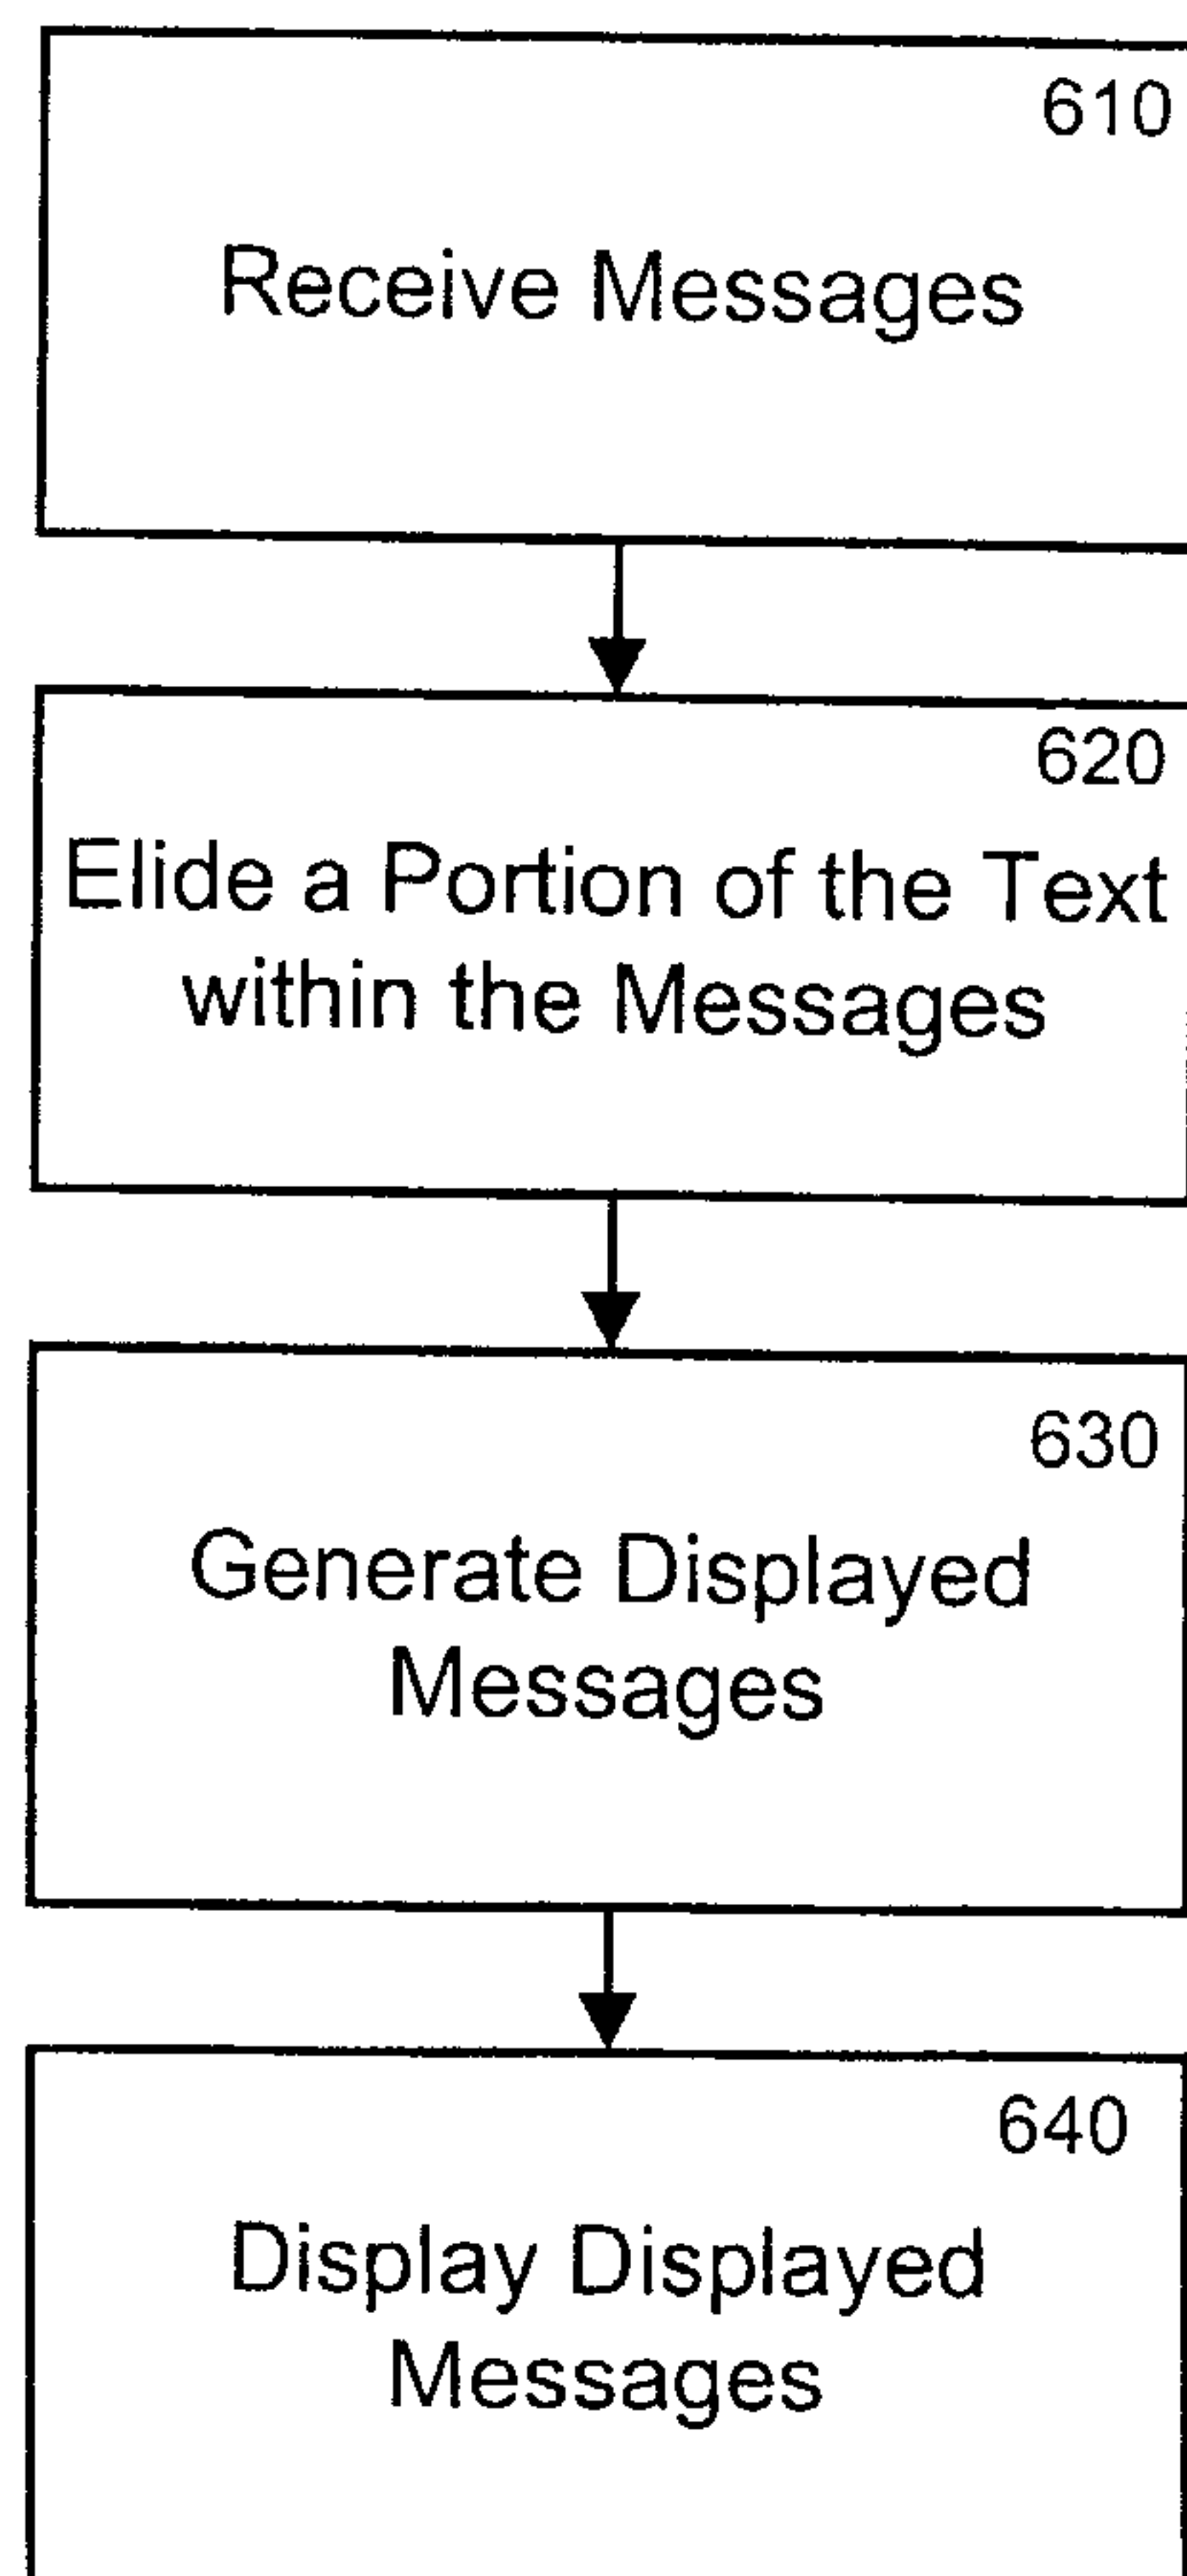 610
Receive Messages
620
Elide a Portion of the Text
within the Messages
630
Generate Displayed
Messages
640
Display Displayed
Messages